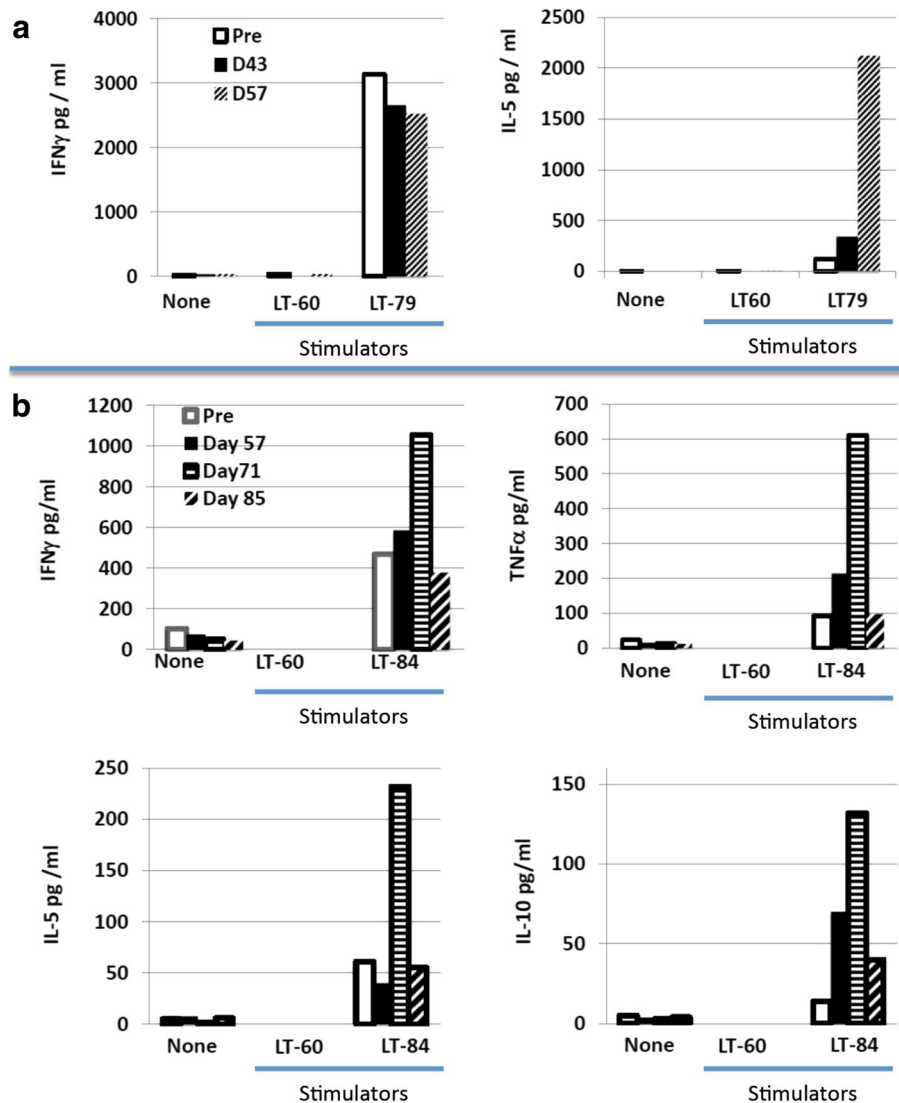 a
IFNγ pg / ml
4000
3000
2000
1000
0
Pre
D43
D57
None
LT-60
LT-79
Stimulators
IL-5 pg / ml
2500
2000
1500
1000
500
0
None
LT60
LT79
Stimulators
b
IFNγ pg/ml
1200
1000
800
600
400
200
0
Pre
Day 57
Day71
Day 85
None
LT-60
LT-84
Stimulators
TNFα pg/ml
700
600
500
400
300
200
100
0
None
LT-60
LT-84
Stimulators
IL-5 pg /ml
250
200
150
100
50
0
None
LT-60
LT-84
Stimulators
IL-10 pg/ml
150
100
50
0
None
LT-60
LT-84
Stimulators